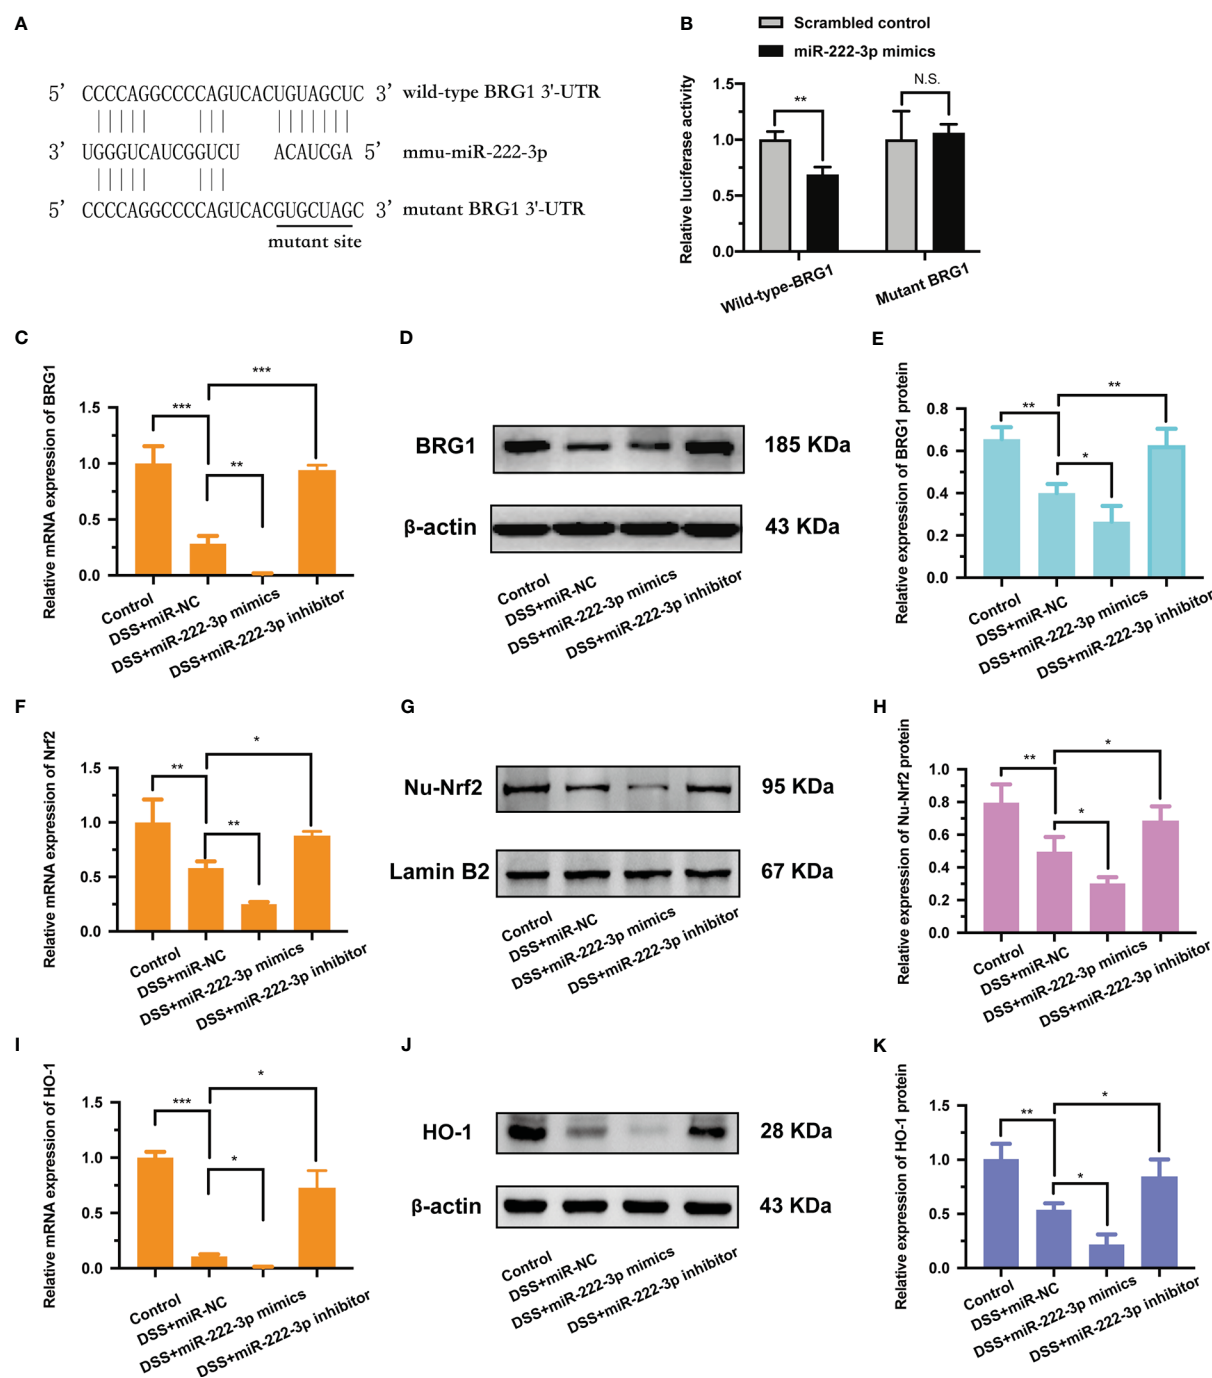 A
5' CCCCAGGCCCCAGUCACUGUAGCUC 3' wild-type BRG1 3'-UTR
3' UGGGUCAUCGGUCU ACAUCGA 5' mmu-miR-222-3p
5' CCCCAGGCCCCAGUCACGUGCUAGC 3' mutant BRG1 3'-UTR
mutant site
B
Scrambled control
miR-222-3p mimics
Relative luciferase activity
1.5
1.0
0.5
0.0
**
N.S.
Wild-type-BRG1
Mutant BRG1
C
Relative mRNA expression of BRG1
1.5
1.0
0.5
0.0
***
***
**
Control
DSS+miR-NC
DSS+miR-222-3p mimics
DSS+miR-222-3p inhibitor
D
BRG1
185 KDa
β-actin
43 KDa
Control
DSS+miR-NC
DSS+miR-222-3p mimics
DSS+miR-222-3p inhibitor
E
Relative expression of BRG1 protein
0.8
0.6
0.4
0.2
0.0
**
**
*
Control
DSS+miR-NC
DSS+miR-222-3p mimics
DSS+miR-222-3p inhibitor
F
Relative mRNA expression of Nrf2
1.5
1.0
0.5
0.0
*
**
**
Control
DSS+miR-NC
DSS+miR-222-3p mimics
DSS+miR-222-3p inhibitor
G
Nu-Nrf2
95 KDa
Lamin B2
67 KDa
Control
DSS+miR-NC
DSS+miR-222-3p mimics
DSS+miR-222-3p inhibitor
H
Relative expression of Nu-Nrf2 protein
1.0
0.8
0.6
0.4
0.2
0.0
*
**
*
Control
DSS+miR-NC
DSS+miR-222-3p mimics
DSS+miR-222-3p inhibitor
I
Relative mRNA expression of HO-1
1.5
1.0
0.5
0.0
*
***
*
Control
DSS+miR-NC
DSS+miR-222-3p mimics
DSS+miR-222-3p inhibitor
J
HO-1
28 KDa
β-actin
43 KDa
Control
DSS+miR-NC
DSS+miR-222-3p mimics
DSS+miR-222-3p inhibitor
K
Relative expression of HO-1 protein
1.5
1.0
0.5
0.0
*
**
*
Control
DSS+miR-NC
DSS+miR-222-3p mimics
DSS+miR-222-3p inhibitor